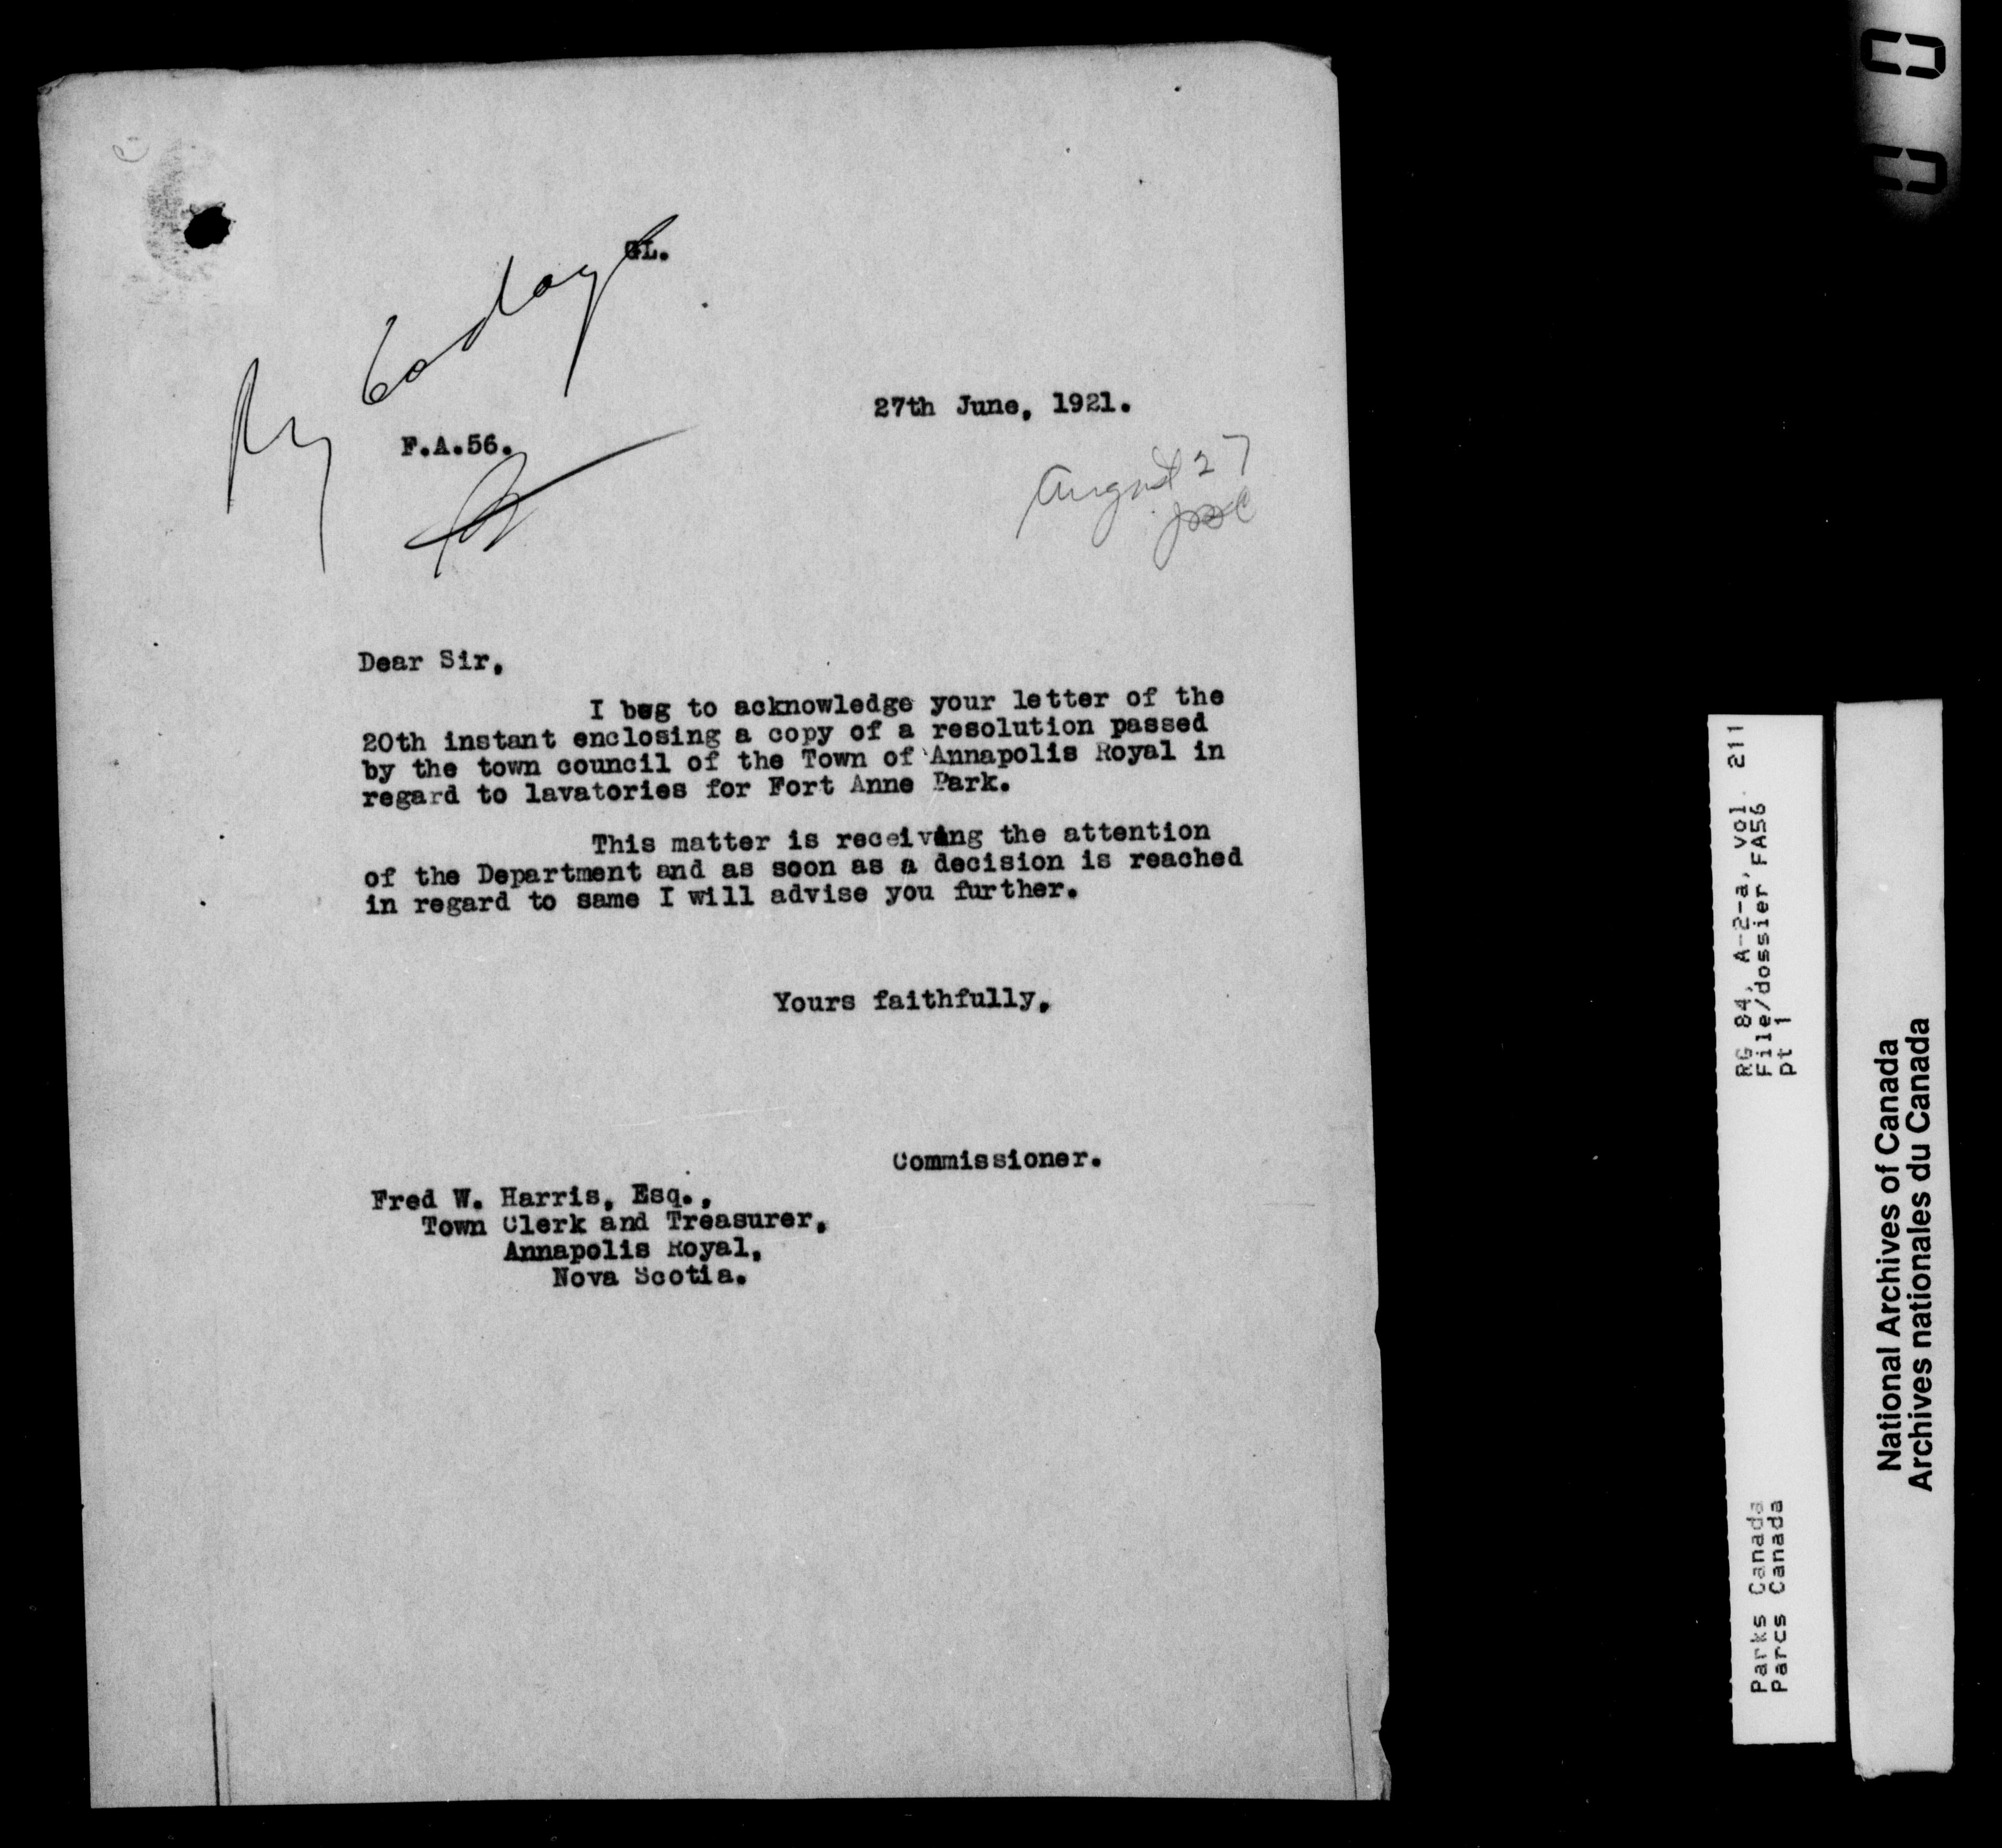 GL.
60 days
27th June, 1921.
F.A.56.
August 27
Dear Sir,
I beg to acknowledge your letter of the
20th instant enclosing a copy of a resolution passed
by the town council of the Town of Annapolis Royal in
regard to lavatories for Fort Anne Park.
This matter is receiving the attention
of the Department and as soon as a decision is reached
in regard to same I will advise you further.
Yours faithfully,
Commissioner.
Fred W. Harris, Esq.,
Town Clerk and Treasurer,
Annapolis Royal,
Nova Scotia.
RG 84, A-2-a, Vol. 211
File/dossier FA56
pt 1
Parks Canada
Parcs Canada
National Archives of Canada
Archives nationales du Canada